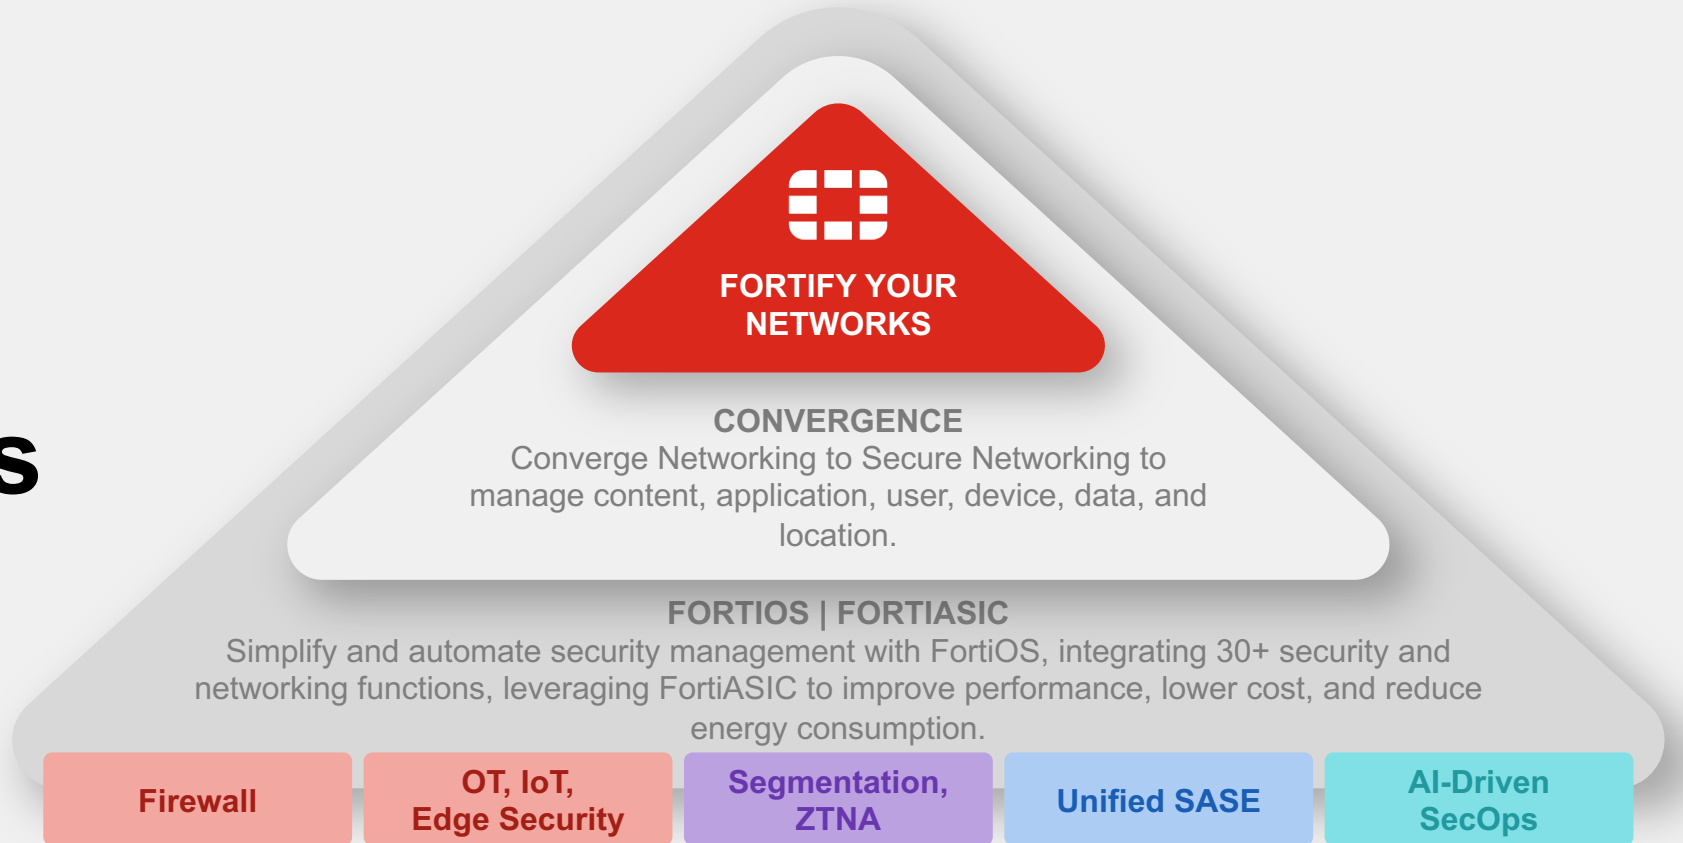 FORTIFY YOUR
NETWORKS
CONVERGENCE
Converge Networking to Secure Networking to
manage content, application, user, device, data, and
location.
s
FORTIOS | FORTIASIC
Simplify and automate security management with FortiOS, integrating 30+ security and
networking functions, leveraging FortiASIC to improve performance, lower cost, and reduce
energy consumption.
Firewall
OT, IoT,
Edge Security
Segmentation,
ZTNA
Unified SASE
AI-Driven
SecOps